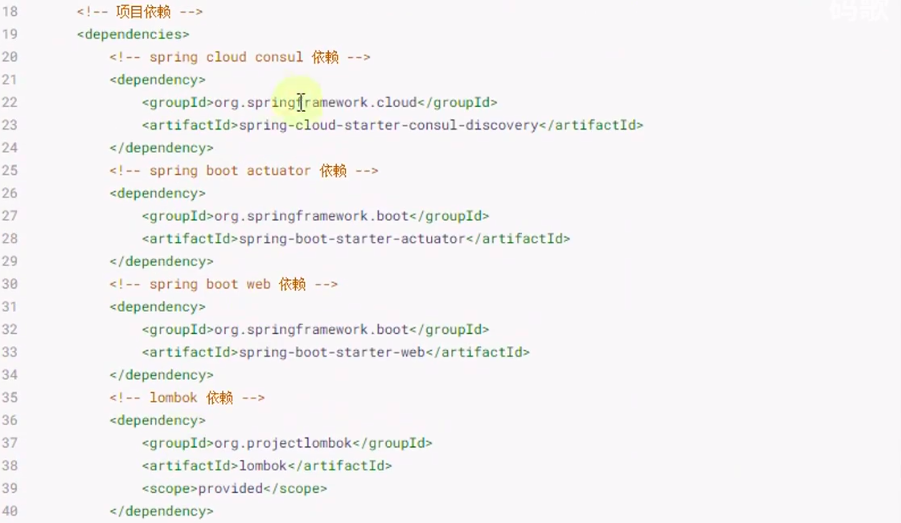 码歌
18 <!-- 项目依赖 -->
19 <dependencies>
20 <!-- spring cloud consul 依赖 -->
21 <dependency>
22 <groupId>org.springframework.cloud</groupId>
23 <artifactId>spring-cloud-starter-consul-discovery</artifactId>
24 </dependency>
25 <!-- spring boot actuator 依赖 -->
26 <dependency>
27 <groupId>org.springframework.boot</groupId>
28 <artifactId>spring-boot-starter-actuator</artifactId>
29 </dependency>
30 <!-- spring boot web 依赖 -->
31 <dependency>
32 <groupId>org.springframework.boot</groupId>
33 <artifactId>spring-boot-starter-web</artifactId>
34 </dependency>
35 <!-- lombok 依赖 -->
36 <dependency>
37 <groupId>org.projectlombok</groupId>
38 <artifactId>lombok</artifactId>
39 <scope>provided</scope>
40 </dependency>